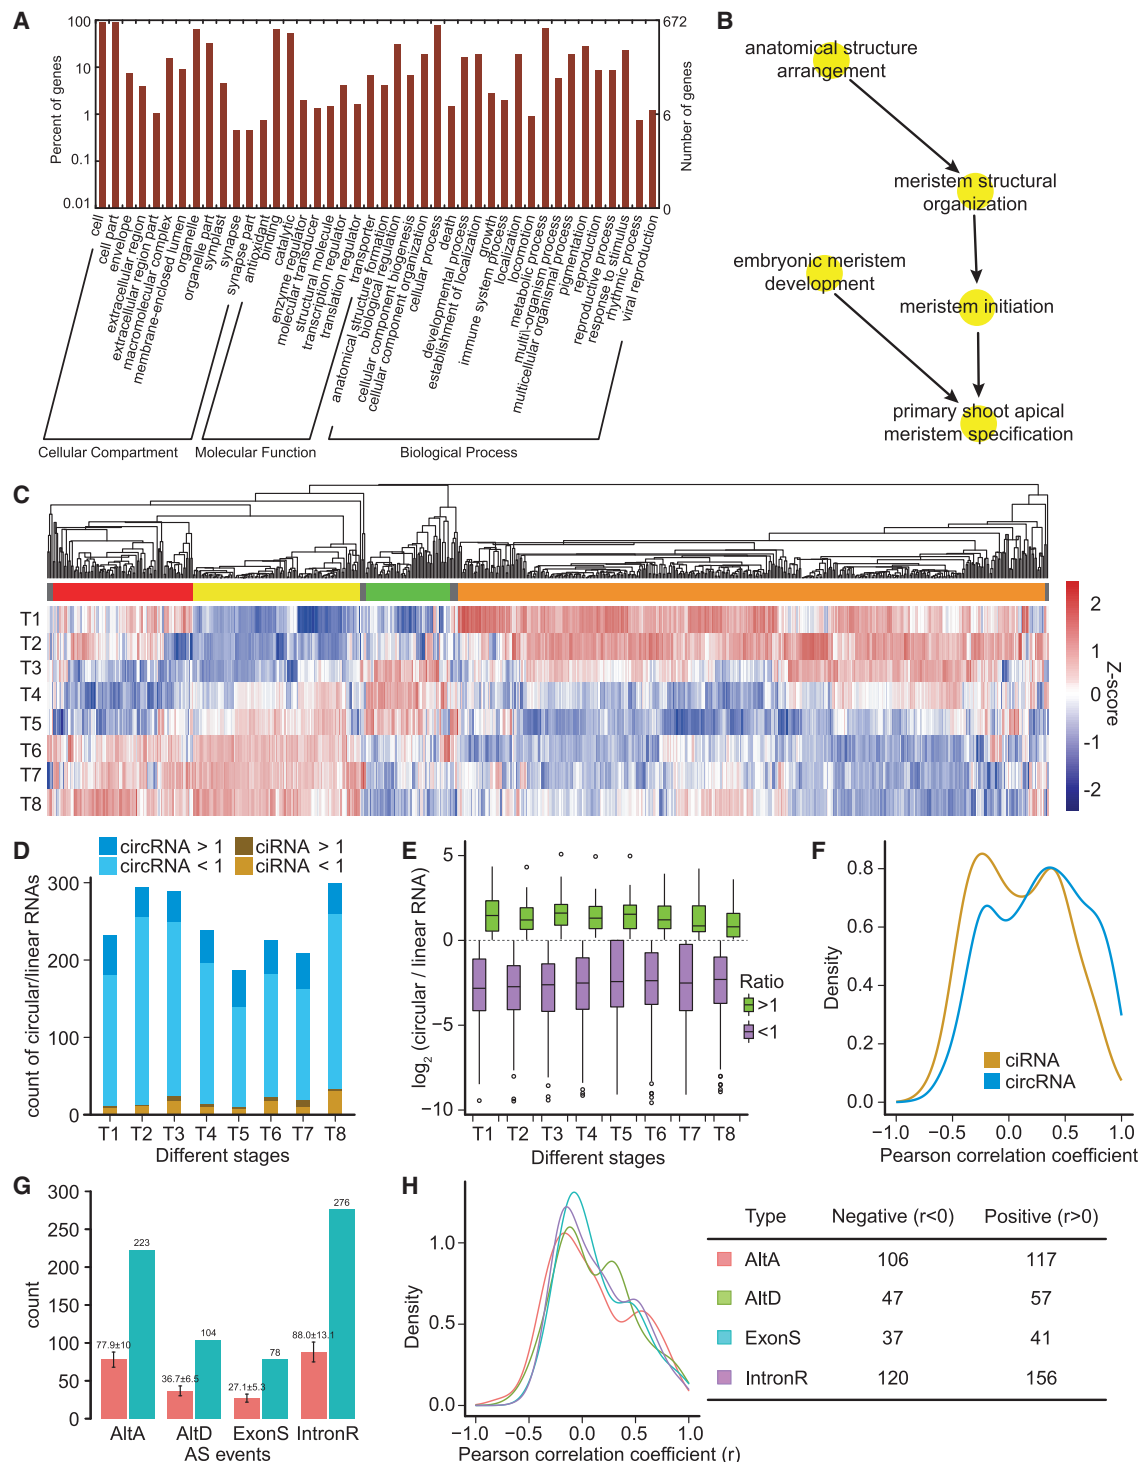 A
100
10
1
0.1
0.01
Percent of genes
672
6
0
Number of genes
cell
cell part
envelope
extracellular region
extracellular region part
macromolecular complex
membrane-enclosed lumen
organelle
organelle part
symplast
synapse
synapse part
antioxidant
binding
catalytic
enzyme regulator
molecular transducer
structural molecule
transcription regulator
translation regulator
transporter
anatomical structure formation
biological regulation
cellular component biogenesis
cellular component organization
cellular process
death
developmental process
establishment of localization
growth
immune system process
localization
locomotion
metabolic process
multi\-organism process
multicellular organismal process
pigmentation
reproduction
reproductive process
response to stimulus
rhythmic process
viral reproduction
Cellular Compartment
Molecular Function
Biological Process
B
anatomical structure
arrangement
meristem structural
organization
embryonic meristem
development
meristem initiation
primary shoot apical
meristem specification
C
T1
T2
T3
T4
T5
T6
T7
T8
2
1
0
-1
-2
Z-score
D
circRNA > 1
ciRNA > 1
circRNA < 1
ciRNA < 1
300
200
100
0
count of circular/linear RNAs
T1 T2 T3 T4 T5 T6 T7 T8
Different stages
E
5
0
−5
−10
log2 (circular / linear RNA)
Ratio
>1
<1
T1 T2 T3 T4 T5 T6 T7 T8
Different stages
F
0.8
0.6
0.4
0.2
0.0
Density
ciRNA
circRNA
−1.0 −0.5 0.0 0.5 1.0
Pearson correlation coefficient
G
300
250
200
150
100
50
0
count
77.9±10
223
36.7±6.5
104
27.1±5.3
78
88.0±13.1
276
AltA AltD ExonS IntronR
AS events
H
1.0
0.5
0.0
Density
−1.0 −0.5 0.0 0.5 1.0
Pearson correlation coefficient (r)
Type Negative (r<0) Positive (r>0)
AltA 106 117
AltD 47 57
ExonS 37 41
IntronR 120 156